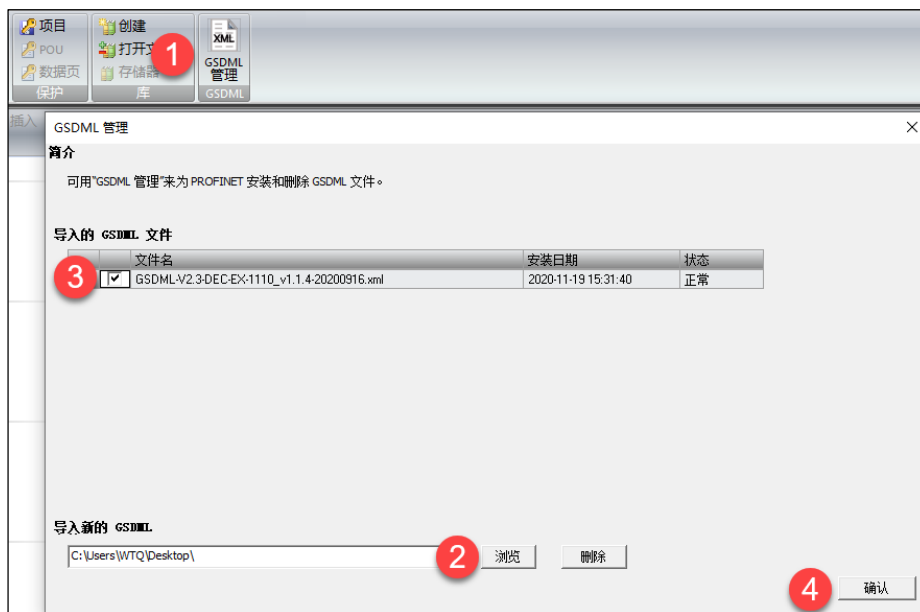 项目 创建 XML
POU 打开文 1 GSDML
数据页 存储器 管理
保护 库 GSDML
插入 GSDML 管理
简介
可用"GSDML 管理"来为 PROFINET 安装和删除 GSDML 文件。
导入的 GSDML 文件
文件名 安装日期 状态
3 GSDML-V2.3-DEC-EX-1110_v1.1.4-20200916.xml 2020-11-19 15:31:40 正常
导入新的 GSDML
C:\Users\WTQ\Desktop\ 2 浏览 删除
4 确认